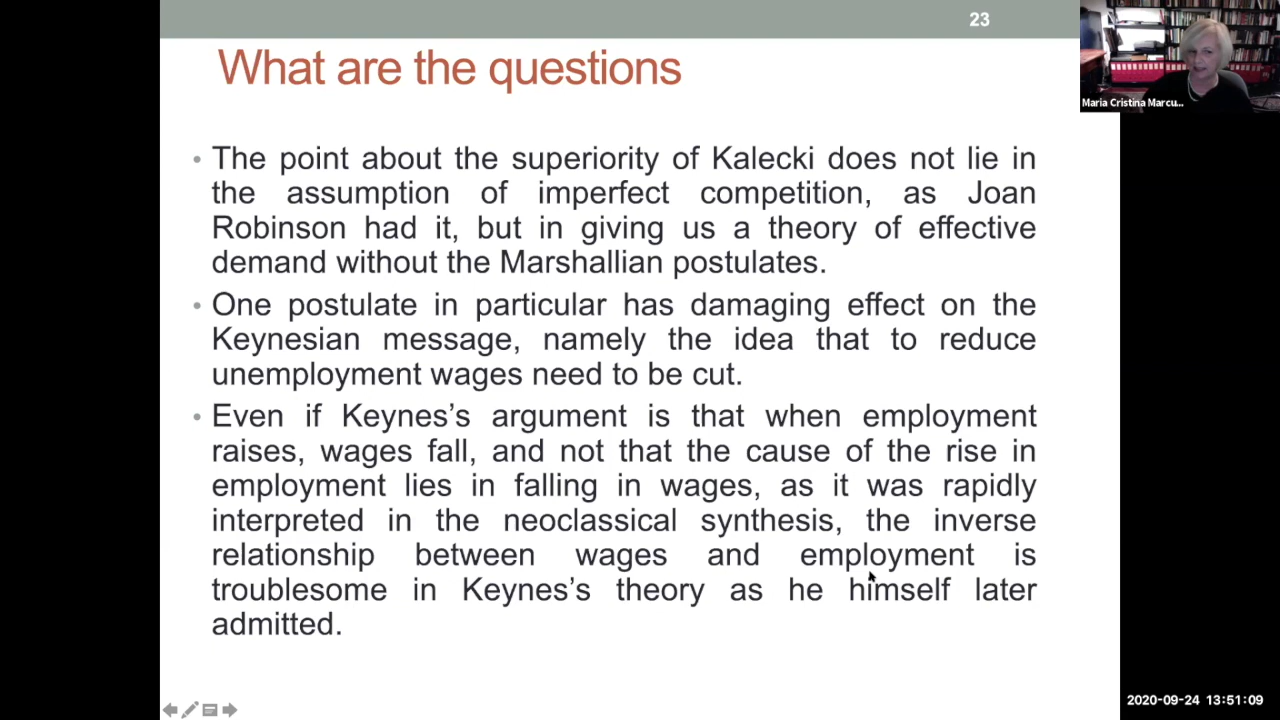 23
What are the questions
Maria Cristina Marcu...
• The point about the superiority of Kalecki does not lie in
the assumption of imperfect competition, as Joan
Robinson had it, but in giving us a theory of effective
demand without the Marshallian postulates.
• One postulate in particular has damaging effect on the
Keynesian message, namely the idea that to reduce
unemployment wages need to be cut.
• Even if Keynes’s argument is that when employment
raises, wages fall, and not that the cause of the rise in
employment lies in falling in wages, as it was rapidly
interpreted in the neoclassical synthesis, the inverse
relationship between wages and employment is
troublesome in Keynes’s theory as he himself later
admitted.
2020-09-24 13:51:09